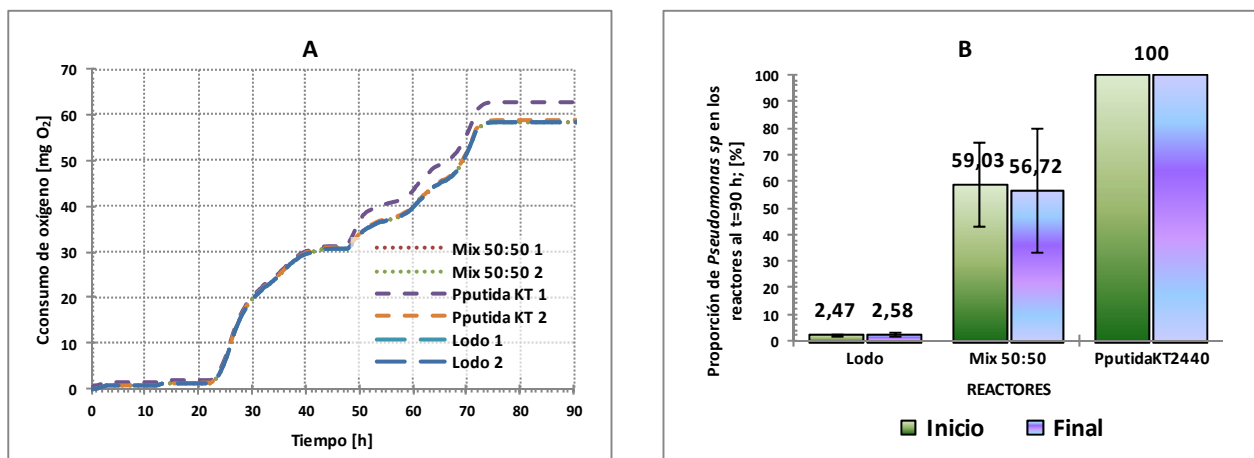 A
Cconsumo de oxígeno [mg O₂]
70
60
50
40
30
20
10
0
0 10 20 30 40 50 60 70 80 90
Tiempo [h]
Mix 50:50 1
Mix 50:50 2
Pputida KT 1
Pputida KT 2
Lodo 1
Lodo 2
B
Proporción de Pseudomonas sp en los
reactores al t=90 h; [%]
100
90
80
70
60
50
40
30
20
10
0
2,47 2,58
59,03 56,72
100
Lodo Mix 50:50 PputidaKT2440
REACTORES
Inicio Final